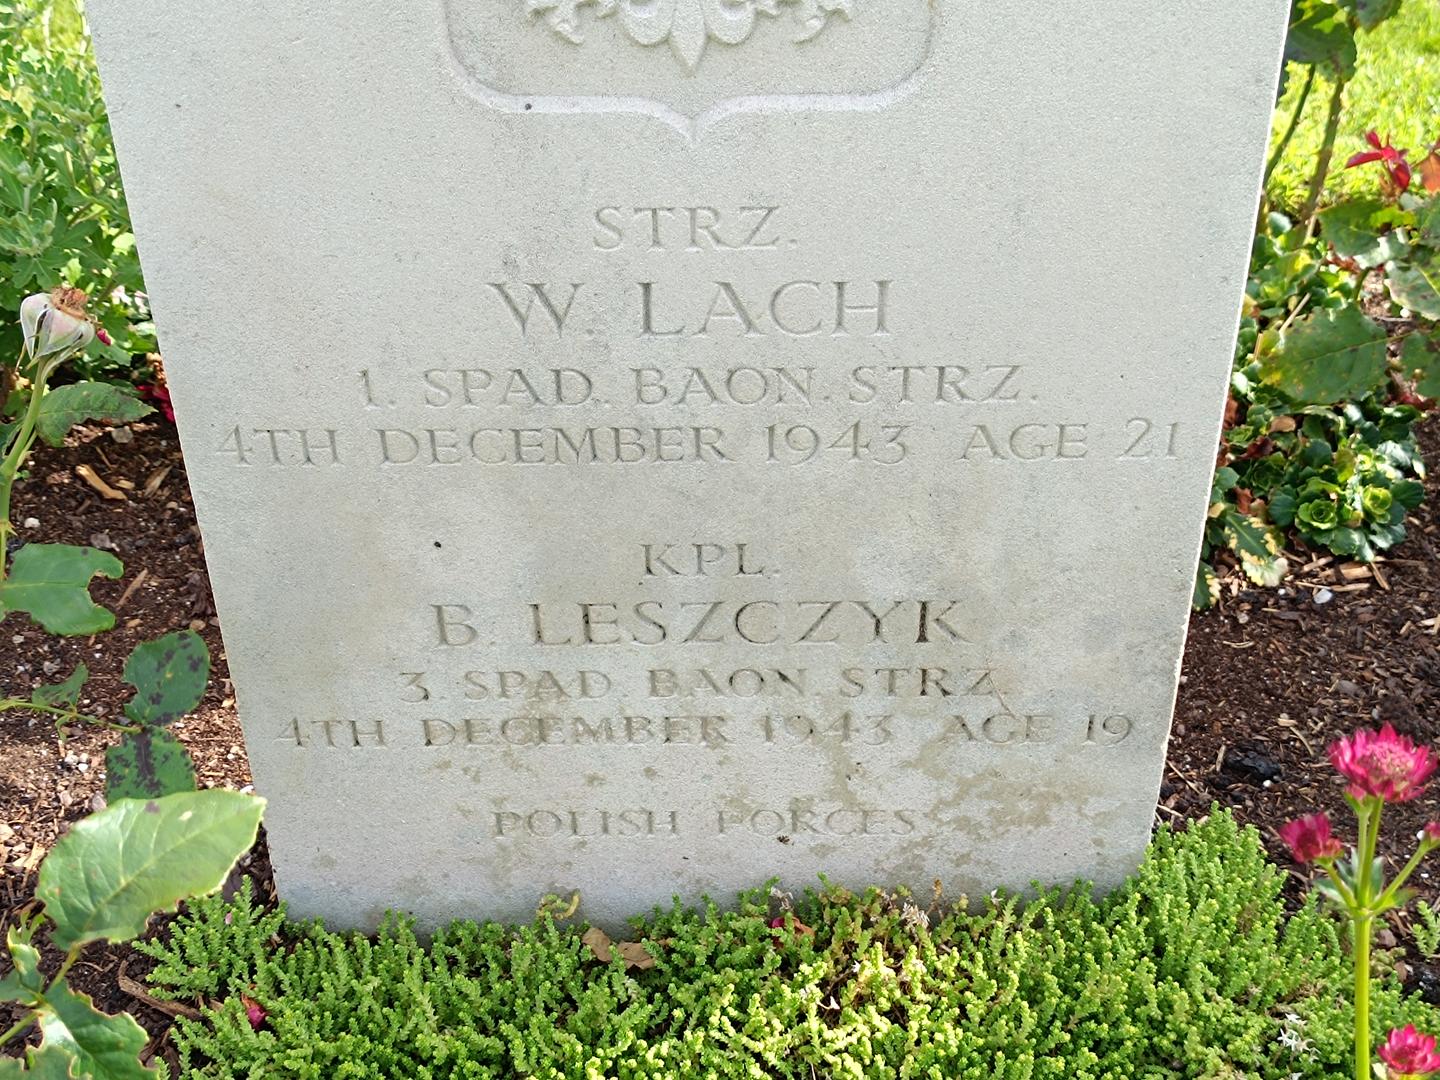 STRZ.
W. LACH
1. SPAD. BAON. STRZ.
4TH DECEMBER 1943 AGE 21
KPL.
B. LESZCZYK
3. SPAD. BAON. STRZ.
4TH DECEMBER 1943 AGE 19
POLISH FORCES